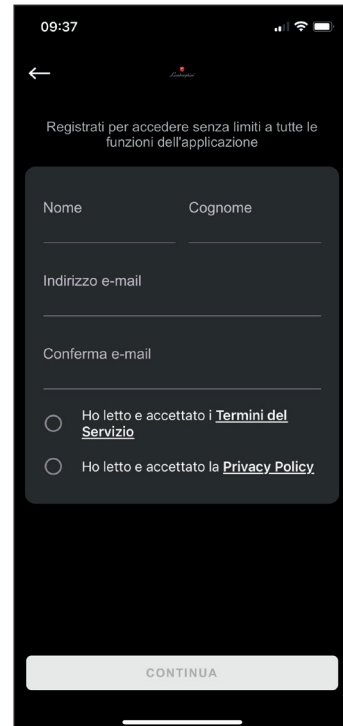 09:37
Lamborghini
Registrati per accedere senza limiti a tutte le
funzioni dell'applicazione
Nome
Cognome
Indirizzo e-mail
Conferma e-mail
Ho letto e accettato i Termini del
Servizio
Ho letto e accettato la Privacy Policy
CONTINUA